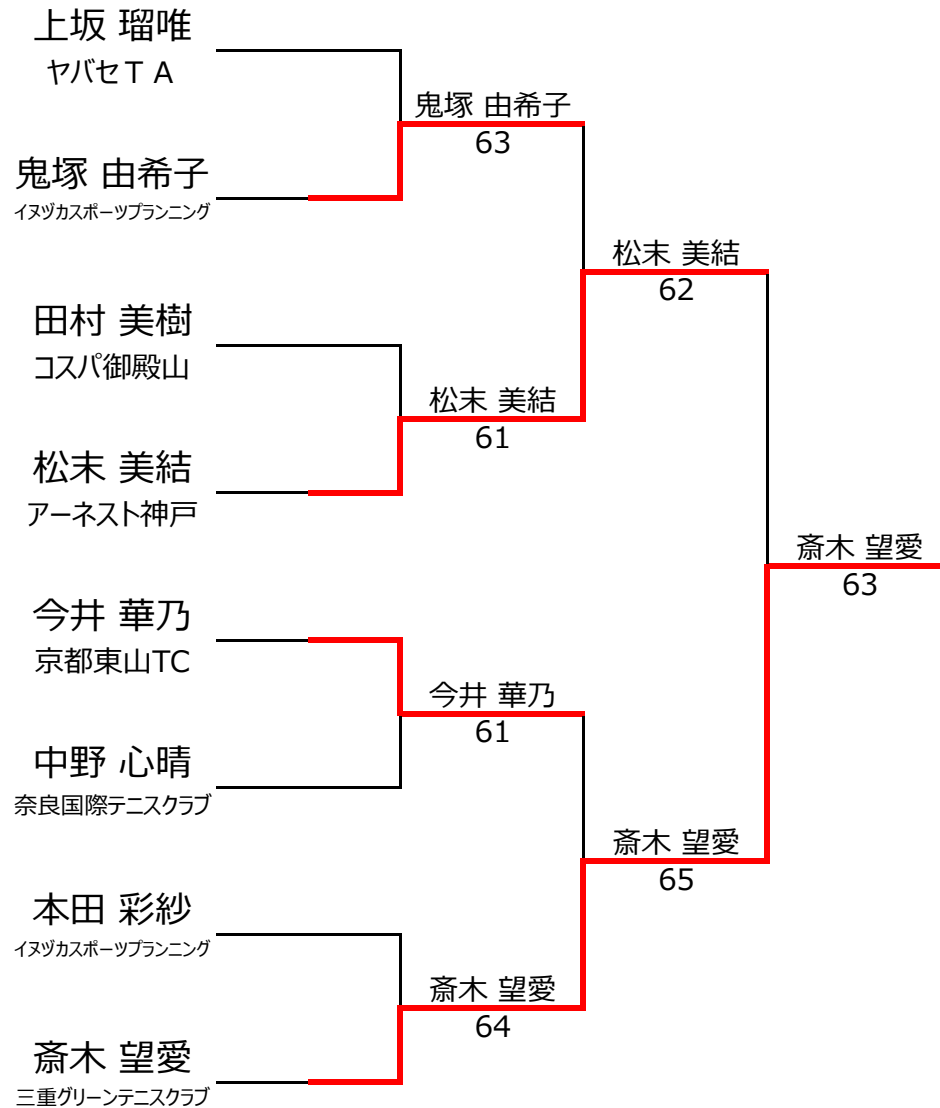 上坂 瑠唯
ヤバセＴＡ
鬼塚 由希子
イヌヅカスポーツプランニング
田村 美樹
コスパ御殿山
松末 美結
アーネスト神戸
今井 華乃
京都東山TC
中野 心晴
奈良国際テニスクラブ
本田 彩紗
イヌヅカスポーツプランニング
斎木 望愛
三重グリーンテニスクラブ
鬼塚 由希子
63
松末 美結
61
今井 華乃
61
斎木 望愛
64
松末 美結
62
斎木 望愛
65
斎木 望愛
63